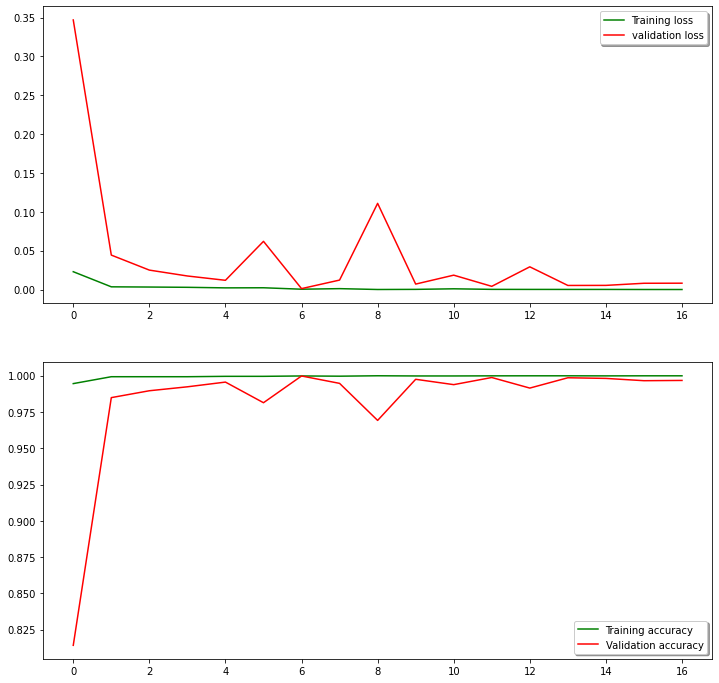 Training loss
validation loss
0.35
0.30
0.25
0.20
0.15
0.10
0.05
0.00
0 2 4 6 8 10 12 14 16
1.000
0.975
0.950
0.925
0.900
0.875
0.850
0.825
Training accuracy
Validation accuracy
0 2 4 6 8 10 12 14 16